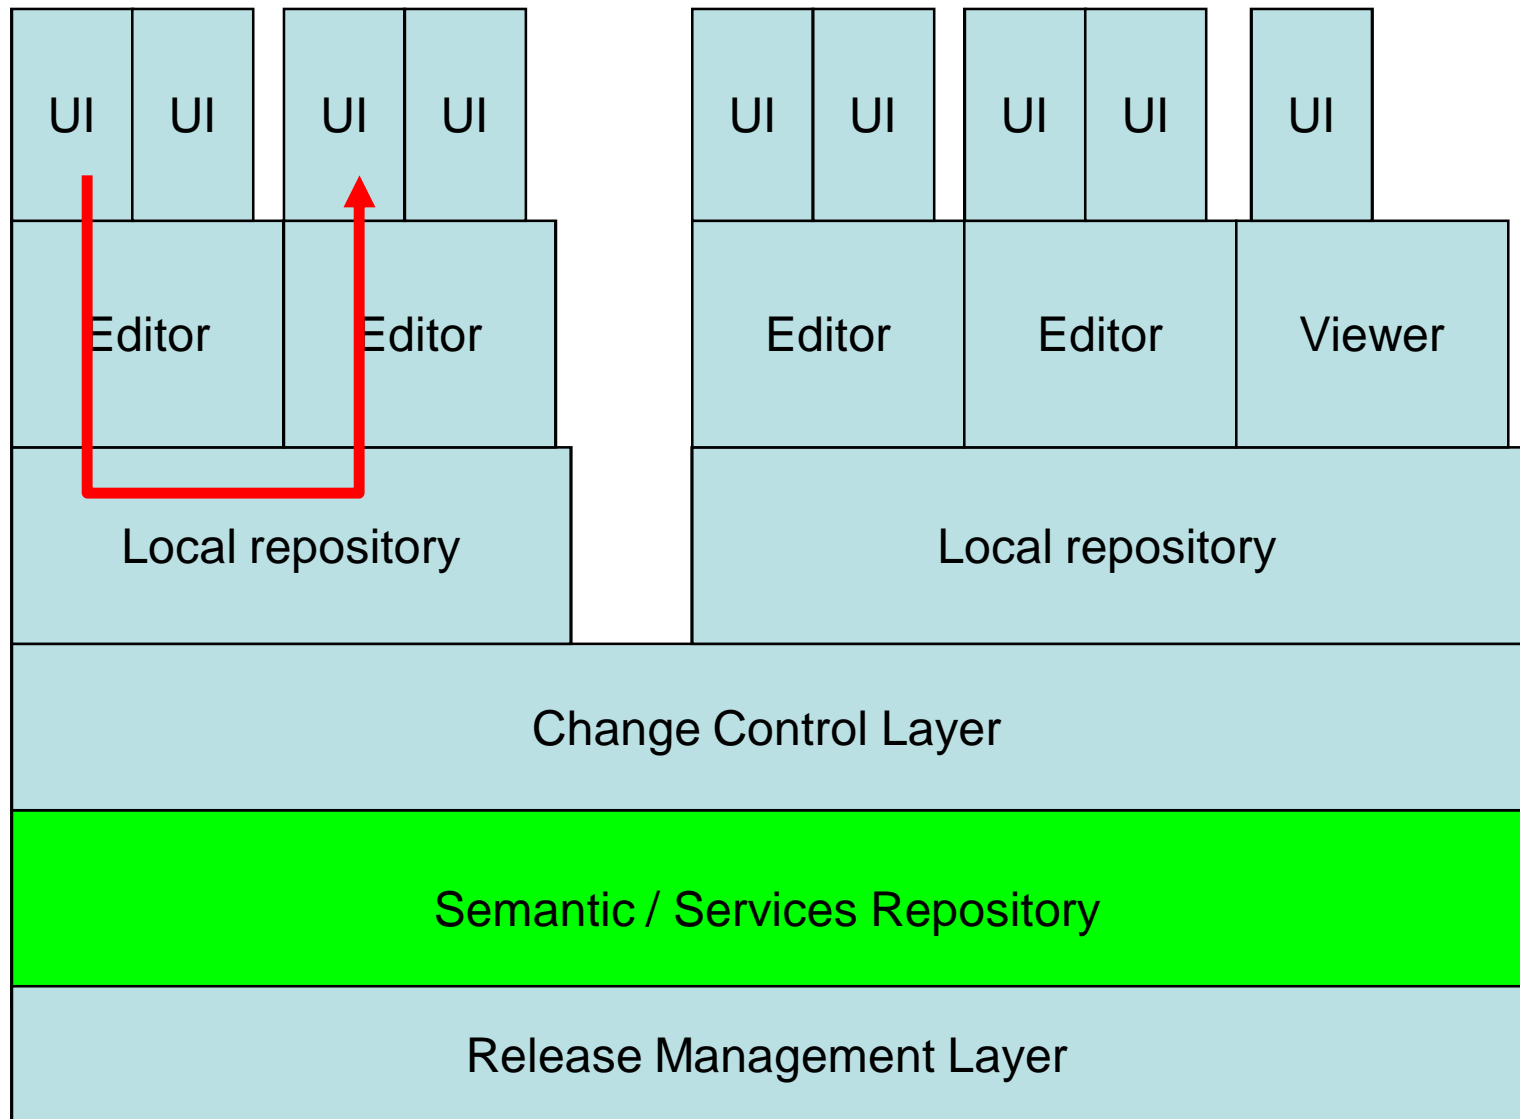 UI
UI
UI
UI
UI
UI
UI
UI
UI
Editor
Editor
Editor
Editor
Viewer
Local repository
Local repository
Change Control Layer
Semantic / Services Repository
Release Management Layer